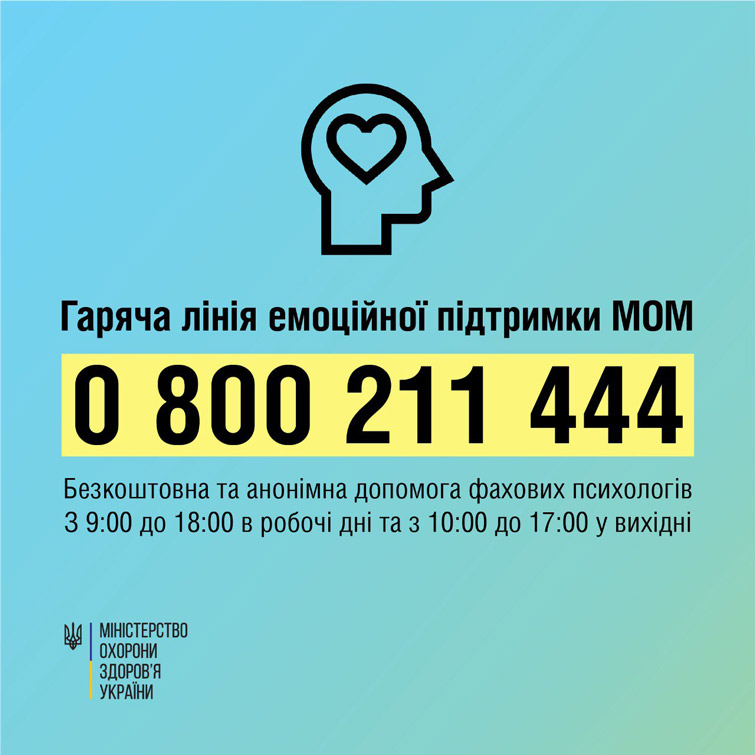 Гаряча лінія емоційної підтримки МОМ
0 800 211 444
Безкоштовна та анонімна допомога фахових психологів
З 9:00 до 18:00 в робочі дні та з 10:00 до 17:00 у вихідні
МІНІСТЕРСТВО
ОХОРОНИ
ЗДОРОВ'Я
УКРАЇНИ